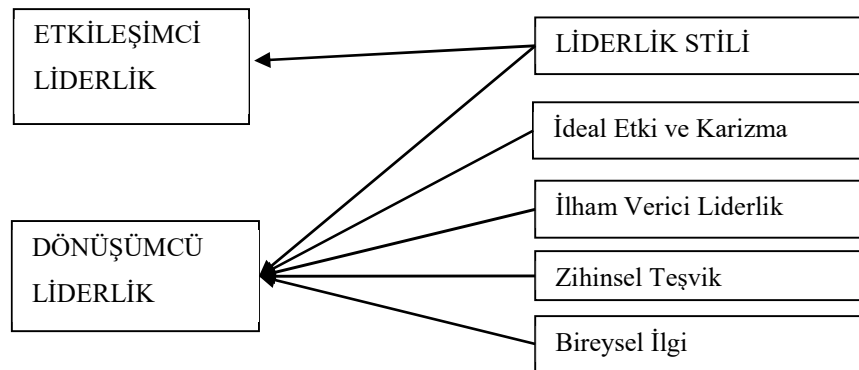 ETKİLEŞİMCİ
LİDERLİK
LİDERLİK STİLİ
İdeal Etki ve Karizma
İlham Verici Liderlik
DÖNÜŞÜMCÜ
LİDERLİK
Zihinsel Teşvik
Bireysel İlgi